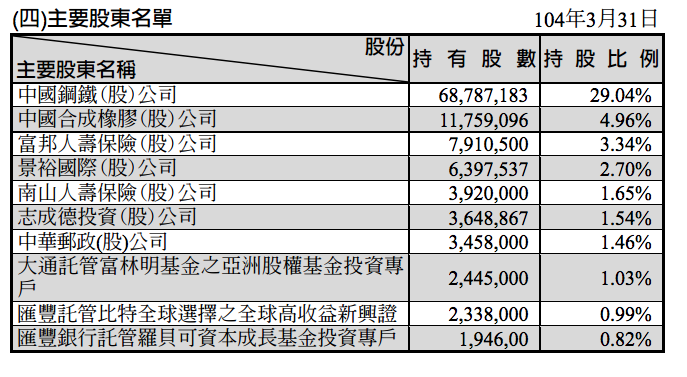 (四)主要股東名單 104年3月31日
股份 持有股數 持股比例
主要股東名稱
中國鋼鐵(股)公司 68,787,183 29.04%
中國合成橡膠(股)公司 11,759,096 4.96%
富邦人壽保險(股)公司 7,910,500 3.34%
景裕國際(股)公司 6,397,537 2.70%
南山人壽保險(股)公司 3,920,000 1.65%
志成德投資(股)公司 3,648,867 1.54%
中華郵政(股)公司 3,458,000 1.46%
大通託管富林明基金之亞洲股權基金投資專
戶 2,445,000 1.03%
匯豐託管比特全球選擇之全球高收益新興證 2,338,000 0.99%
匯豐銀行託管羅貝可資本成長基金投資專戶 1,946,00 0.82%